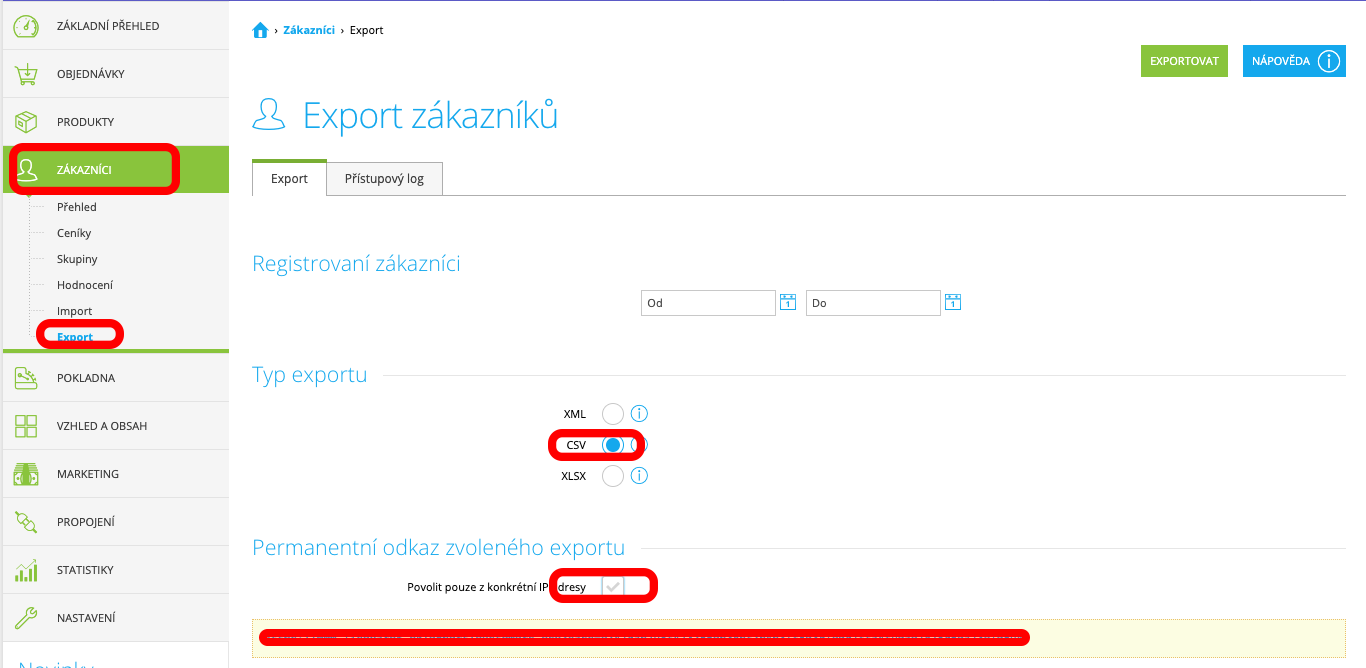 ZÁKLADNÍ PŘEHLED
OBJEDNÁVKY
PRODUKTY
ZÁKAZNÍCI
Přehled
Ceníky
Skupiny
Hodnocení
Import
Export
POKLADNA
VZHLED A OBSAH
MARKETING
PROPOJENÍ
STATISTIKY
NASTAVENÍ
Novinky
› Zákazníci › Export
EXPORTOVAT
NÁPOVĚDA
Export zákazníků
Export
Přístupový log
Registrovaní zákazníci
Od
1
Do
1
Typ exportu
XML
CSV
XLSX
Permanentní odkaz zvoleného exportu
Povolit pouze z konkrétní IP dresy